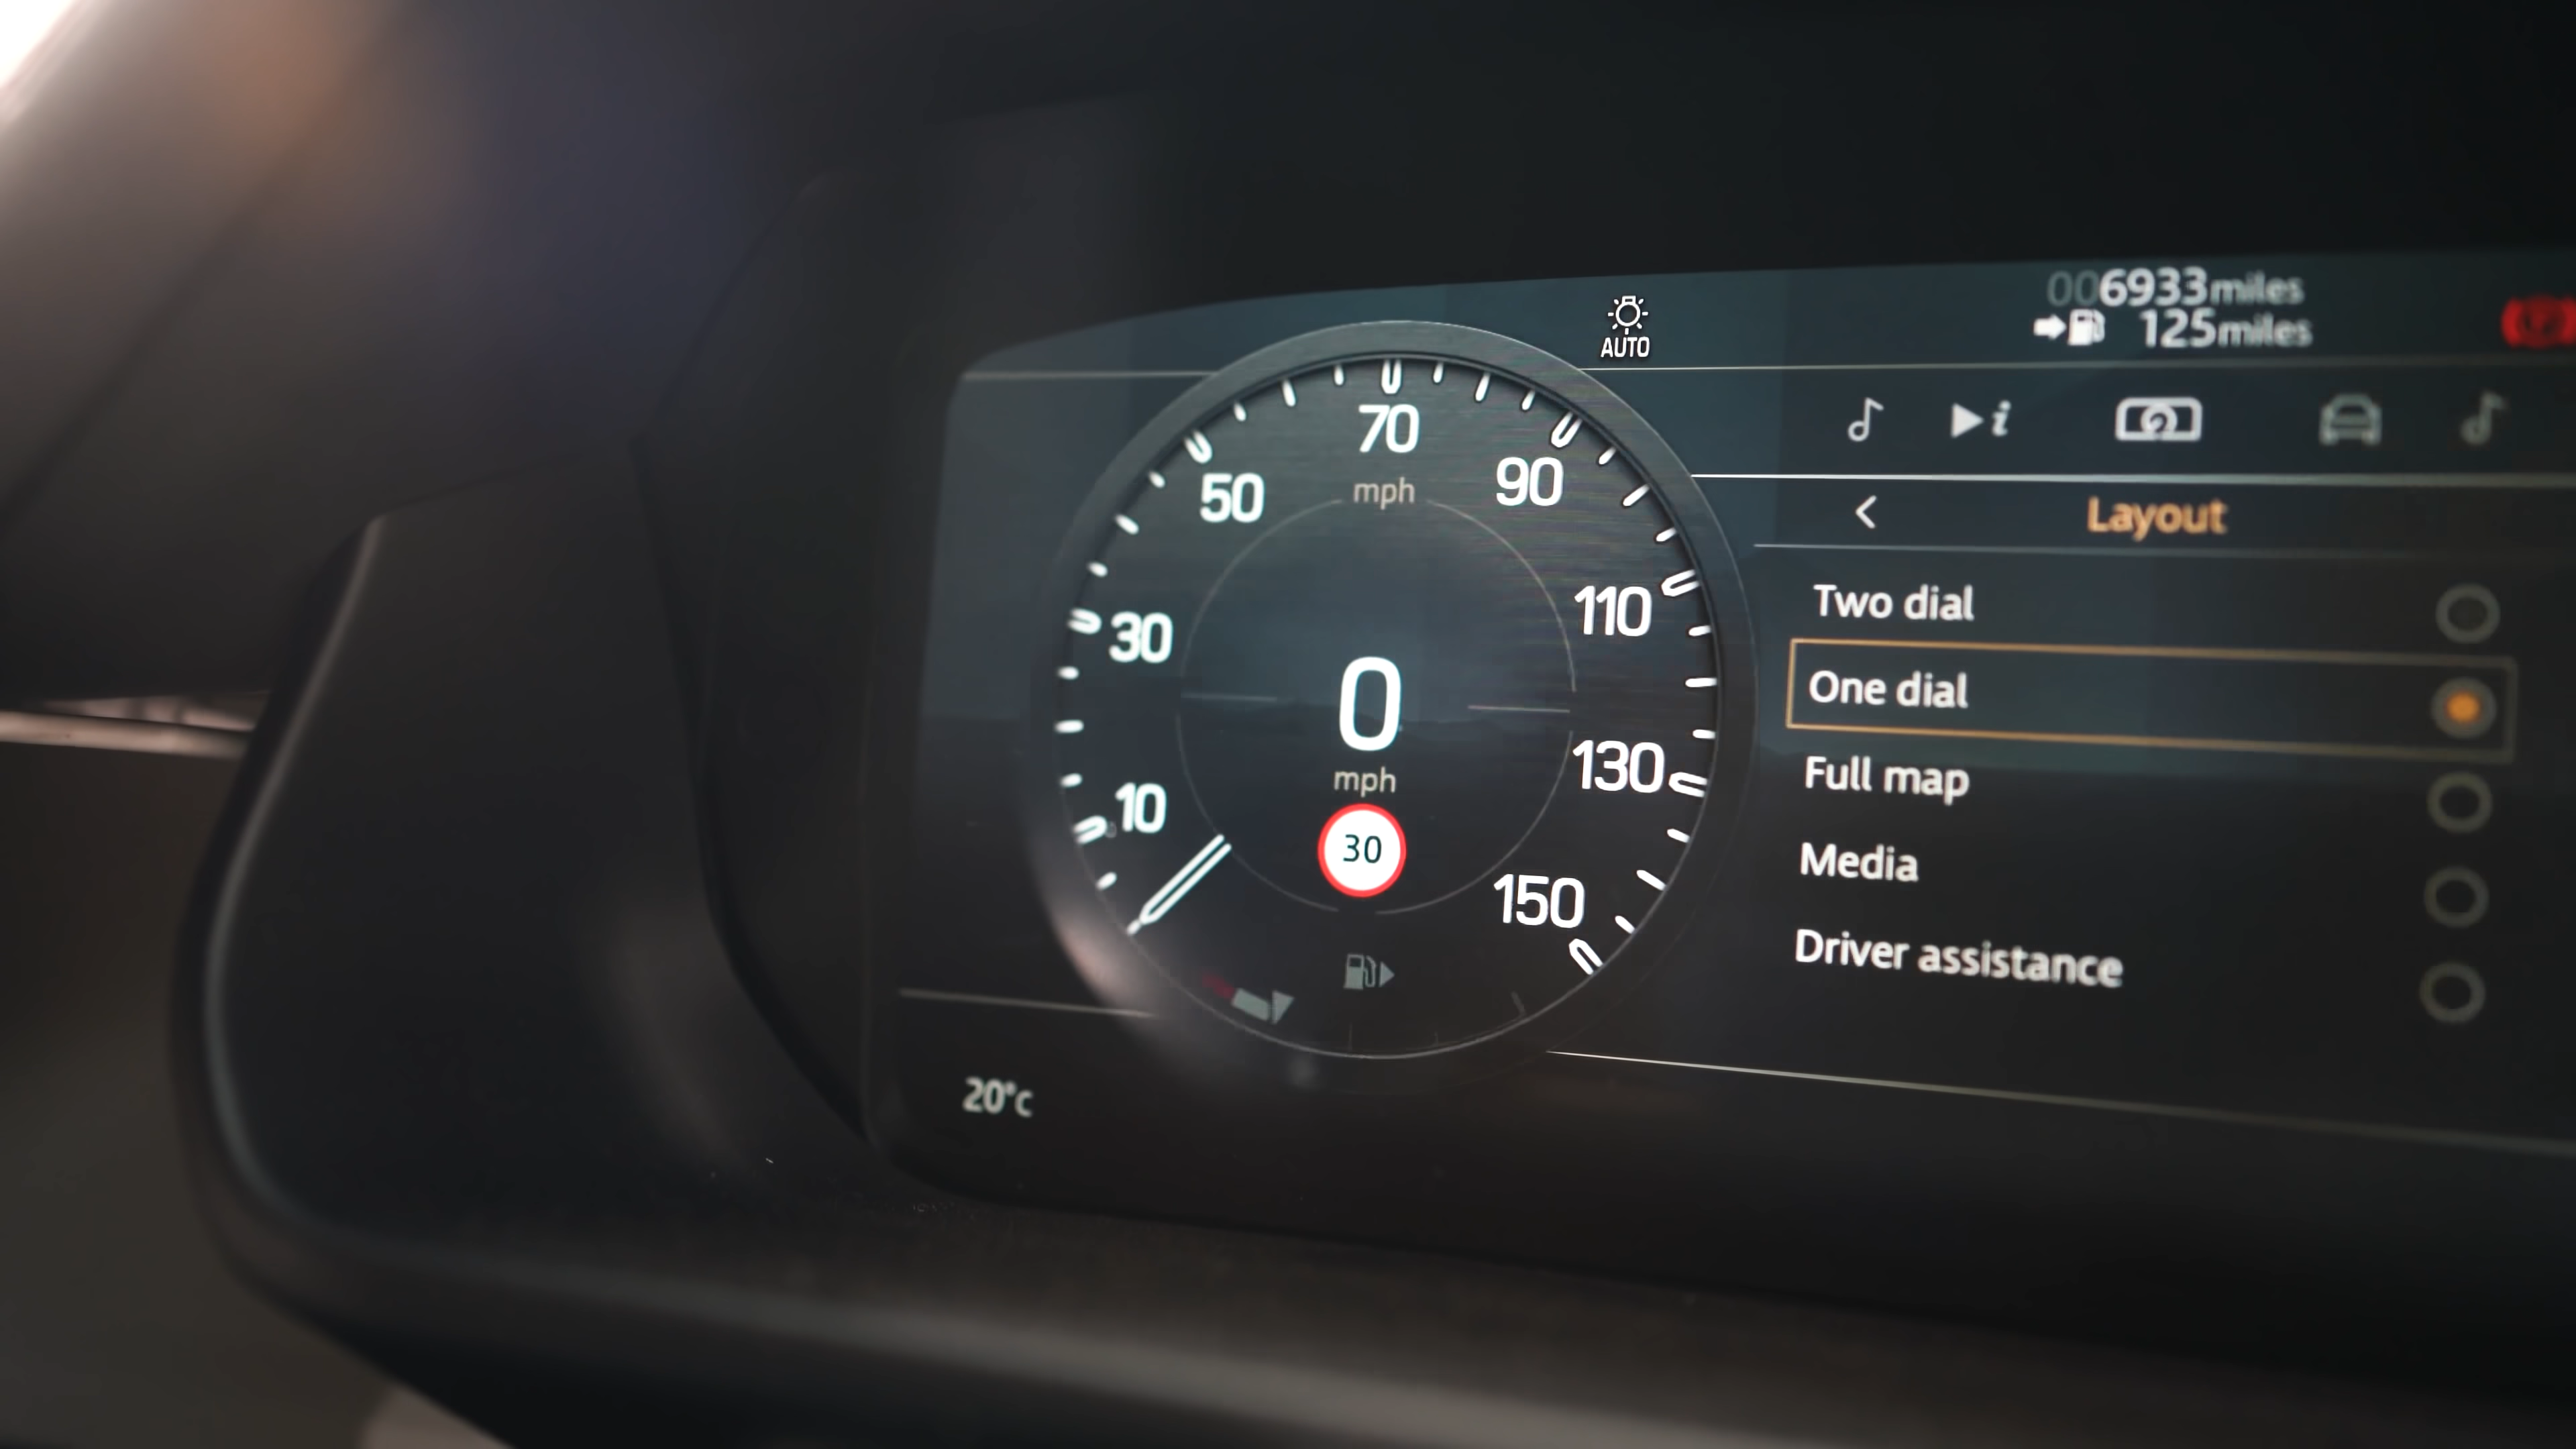 AUTO
006933miles
125miles
i
Layout
70
mph
50
90
30
110
10
130
150
0
mph
30
Two dial
One dial
Full map
Media
Driver assistance
20°c